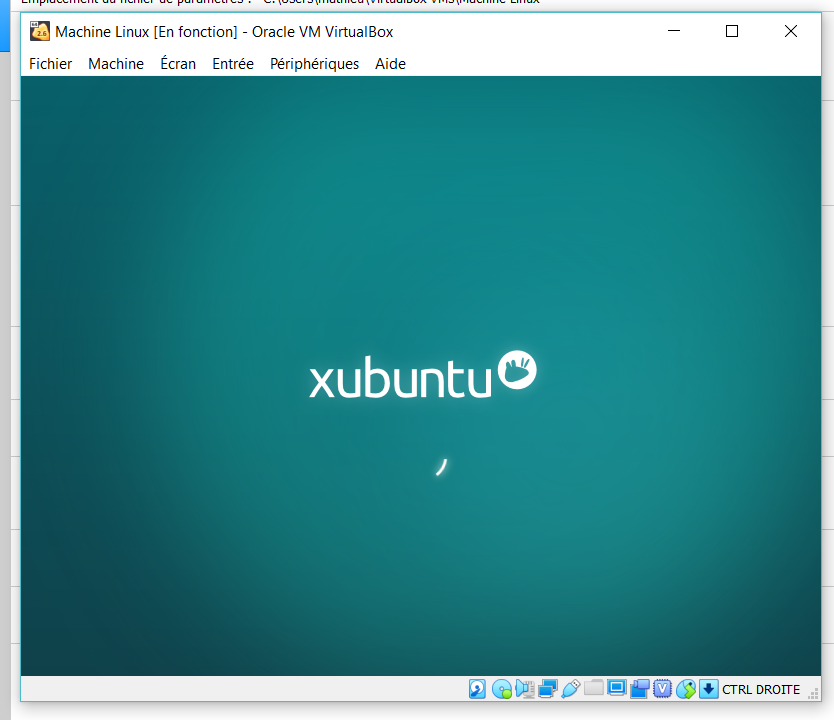 Emplacement du fichier de paramètres : C:\Users\mathieu\VirtualBox VMs\Machine Linux
Machine Linux [En fonction] - Oracle VM VirtualBox
Fichier Machine Écran Entrée Périphériques Aide
xubuntu
CTRL DROITE